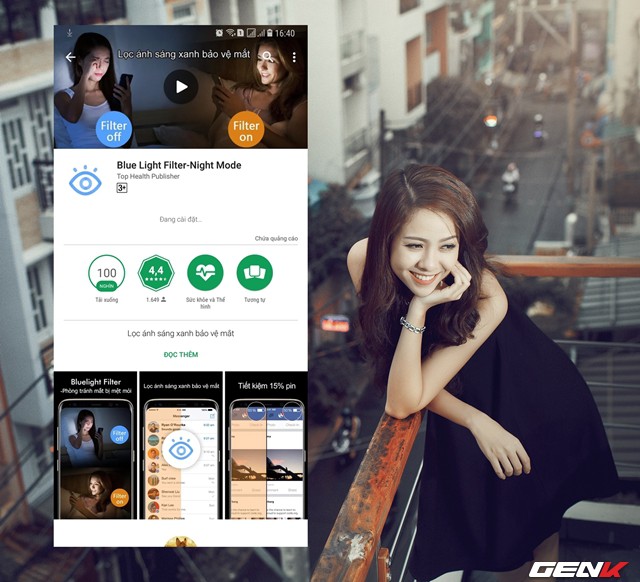 16:40
Lọc ánh sáng xanh bảo vệ mắt
Filter off
Filter on
Blue Light Filter-Night Mode
Top Health Publisher
3+
Đang cài đặt...
Chứa quảng cáo
100
NGHÌN
Tải xuống
4,4
1.649
Sức khỏe và Thể
hình
Tương tự
Lọc ánh sáng xanh bảo vệ mắt
ĐỌC THÊM
Bluelight Filter
-Phòng tránh mắt bị mệt mỏi
Filter off
Filter on
Lọc ánh sáng xanh bảo vệ mắt
Messenger
Tiết kiệm 15% pin
GENK